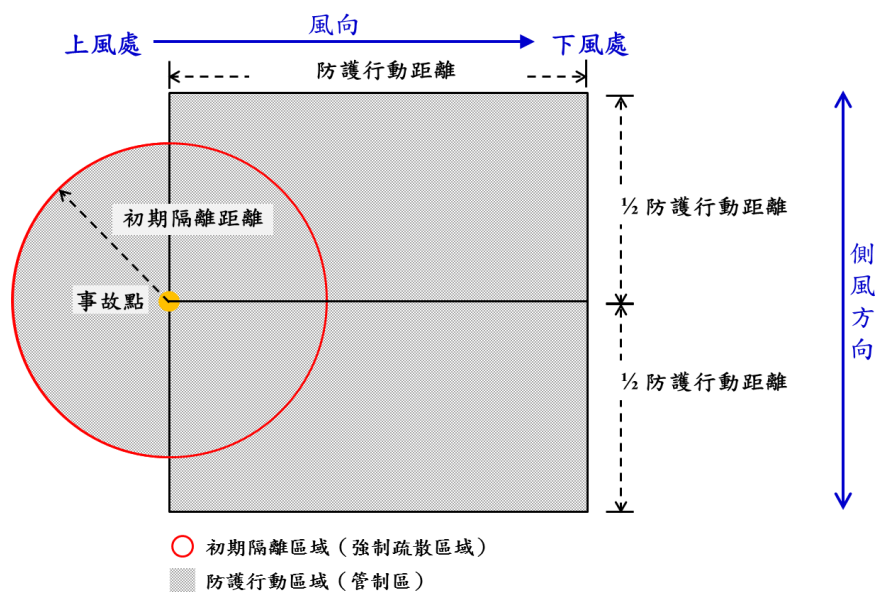 風向
上風處
下風處
防護行動距離
初期隔離距離
事故點
½ 防護行動距離
½ 防護行動距離
側風方向
初期隔離區域（強制疏散區域）
防護行動區域（管制區）